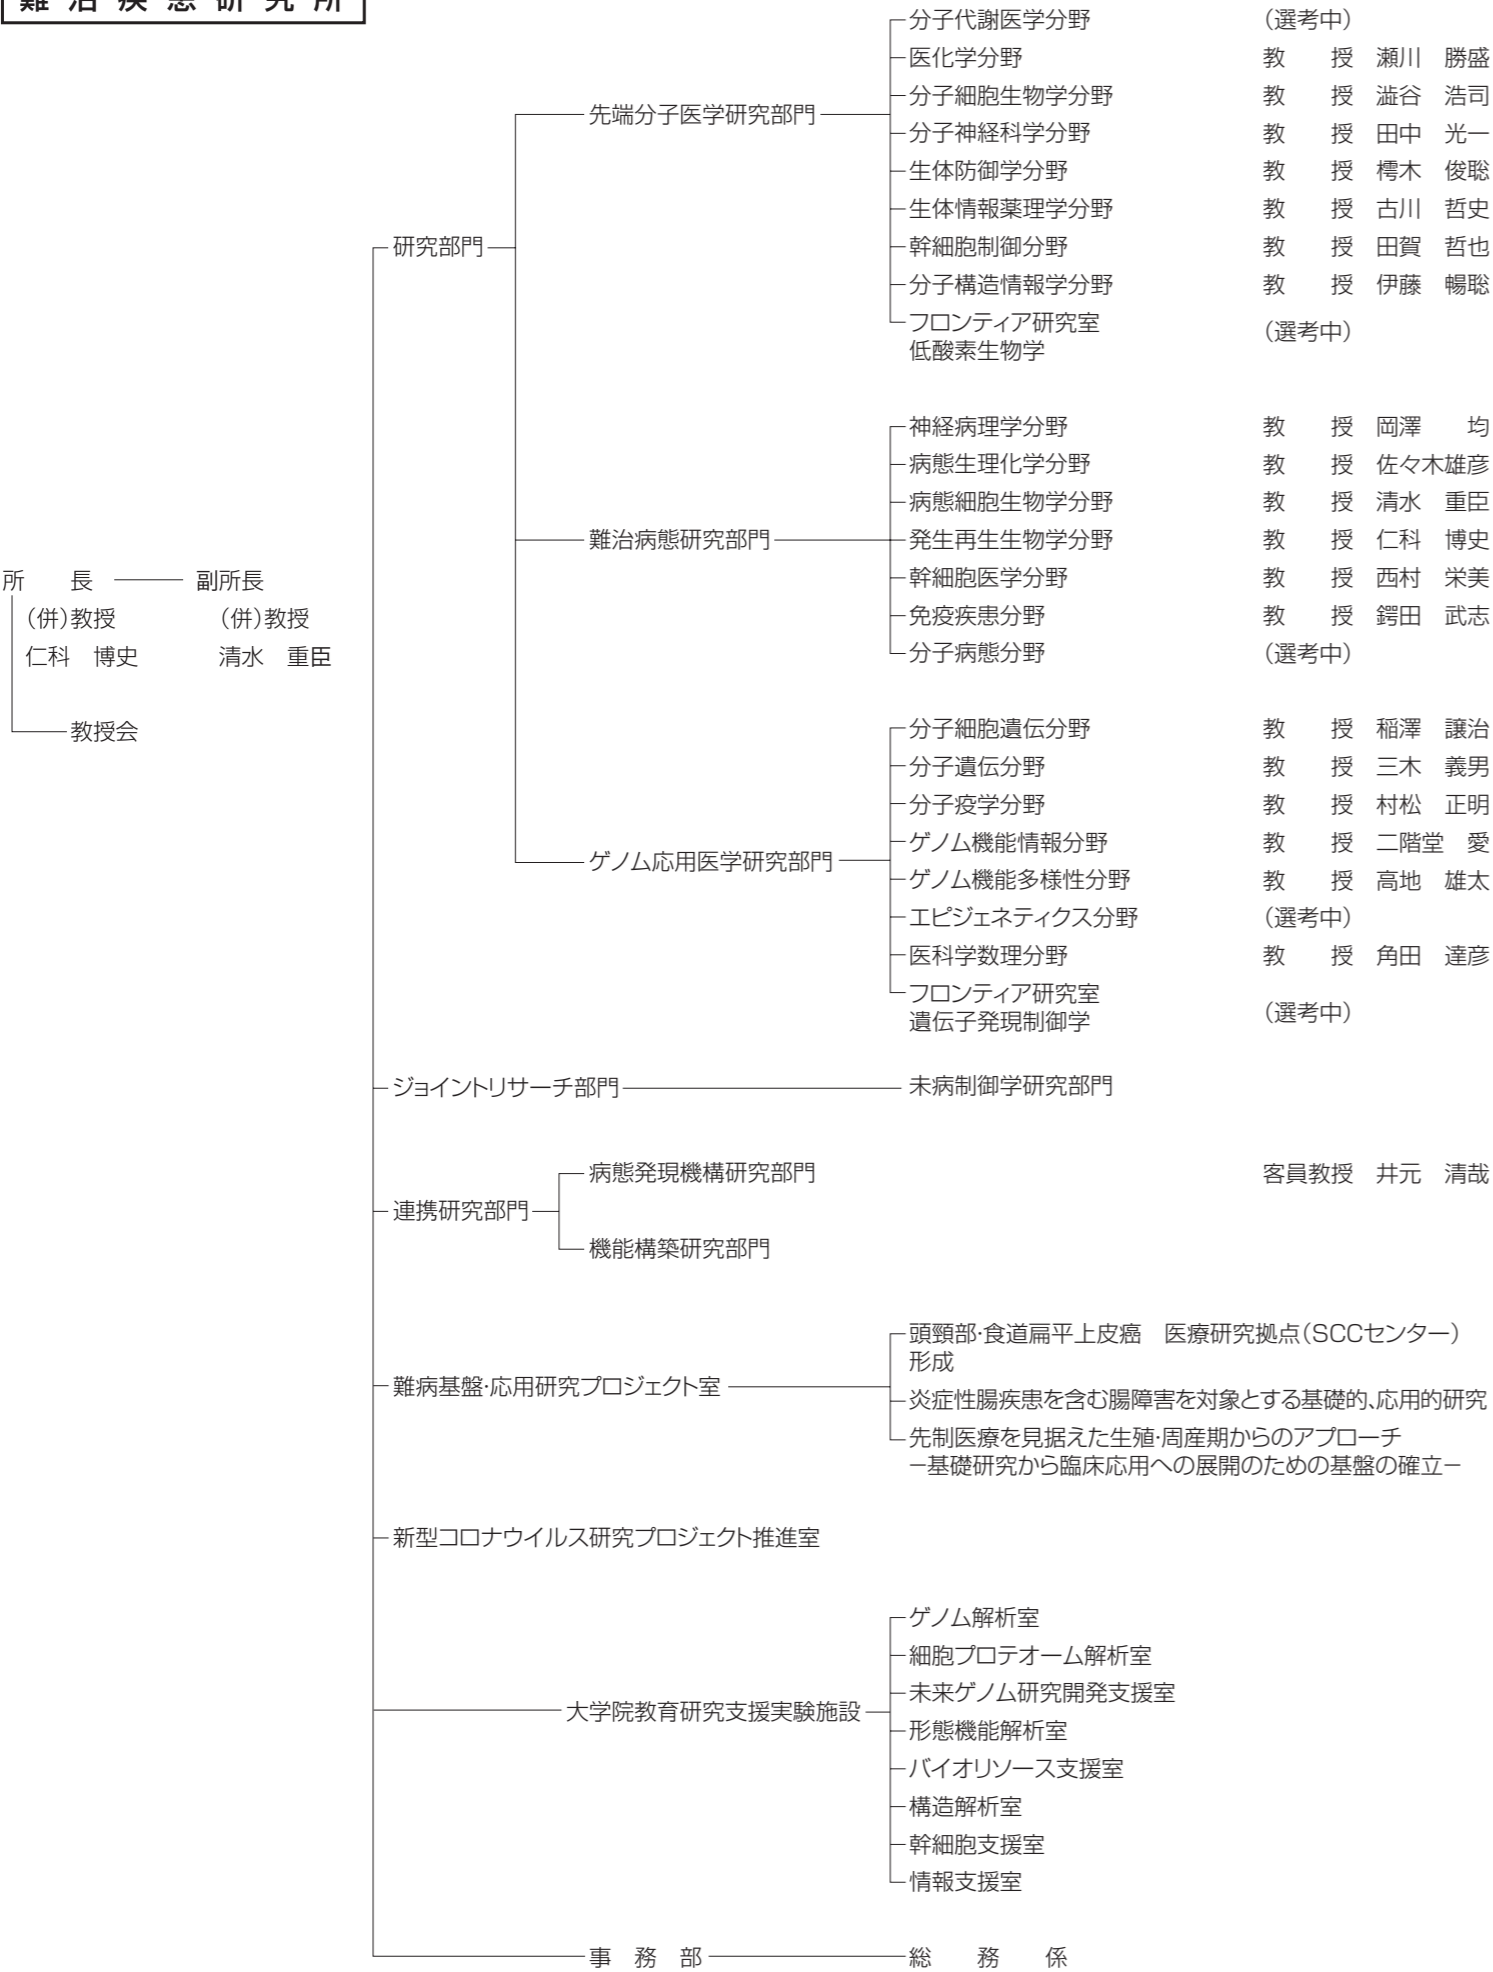 難治疾患研究所
所　　長　副所長
(併)教授　(併)教授
仁科　博史　清水　重臣
教授会
研究部門
先端分子医学研究部門
分子代謝医学分野　（選考中）
医化学分野　教　　授　瀬川　勝盛
分子細胞生物学分野　教　　授　澁谷　浩司
分子神経科学分野　教　　授　田中　光一
生体防御学分野　教　　授　樗木　俊聡
生体情報薬理学分野　教　　授　古川　哲史
幹細胞制御分野　教　　授　田賀　哲也
分子構造情報学分野　教　　授　伊藤　暢聡
フロンティア研究室
低酸素生物学　（選考中）
難治病態研究部門
神経病理学分野　教　　授　岡澤　　均
病態生理化学分野　教　　授　佐々木雄彦
病態細胞生物学分野　教　　授　清水　重臣
発生再生生物学分野　教　　授　仁科　博史
幹細胞医学分野　教　　授　西村　栄美
免疫疾患分野　教　　授　鍔田　武志
分子病態分野　（選考中）
ゲノム応用医学研究部門
分子細胞遺伝分野　教　　授　稲澤　譲治
分子遺伝分野　教　　授　三木　義男
分子疫学分野　教　　授　村松　正明
ゲノム機能情報分野　教　　授　二階堂　愛
ゲノム機能多様性分野　教　　授　高地　雄太
エピジェネティクス分野　（選考中）
医科学数理分野　教　　授　角田　達彦
フロンティア研究室
遺伝子発現制御学　（選考中）
ジョイントリサーチ部門　未病制御学研究部門
連携研究部門
病態発現機構研究部門　客員教授　井元　清哉
機能構築研究部門
難病基盤・応用研究プロジェクト室
頭頸部・食道扁平上皮癌　医療研究拠点（SCCセンター）
形成
炎症性腸疾患を含む腸障害を対象とする基礎的、応用的研究
先制医療を見据えた生殖・周産期からのアプローチ
－基礎研究から臨床応用への展開のための基盤の確立－
新型コロナウイルス研究プロジェクト推進室
大学院教育研究支援実験施設
ゲノム解析室
細胞プロテオーム解析室
未来ゲノム研究開発支援室
形態機能解析室
バイオリソース支援室
構造解析室
幹細胞支援室
情報支援室
事　務　部　総　　務　　係